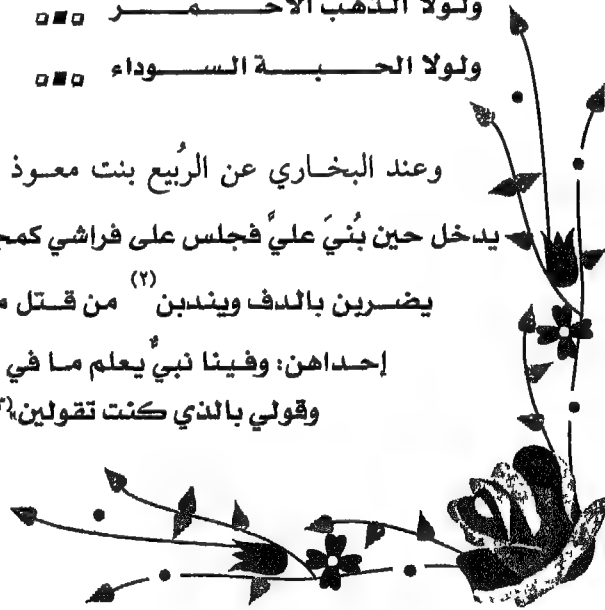 ولولا الذهب الأحمر
ولولا الحبة السوداء
وعند البخاري عن الرُبيع بنت معوذ
يدخل حين بُنيَ عليَّ فجلس على فراشي
يضربن بالدف ويندبن(٢) من قتل
إحداهن: وفينا نبيٌّ يعلم ما في
وقولي بالذي كنت تقولين»(٣)